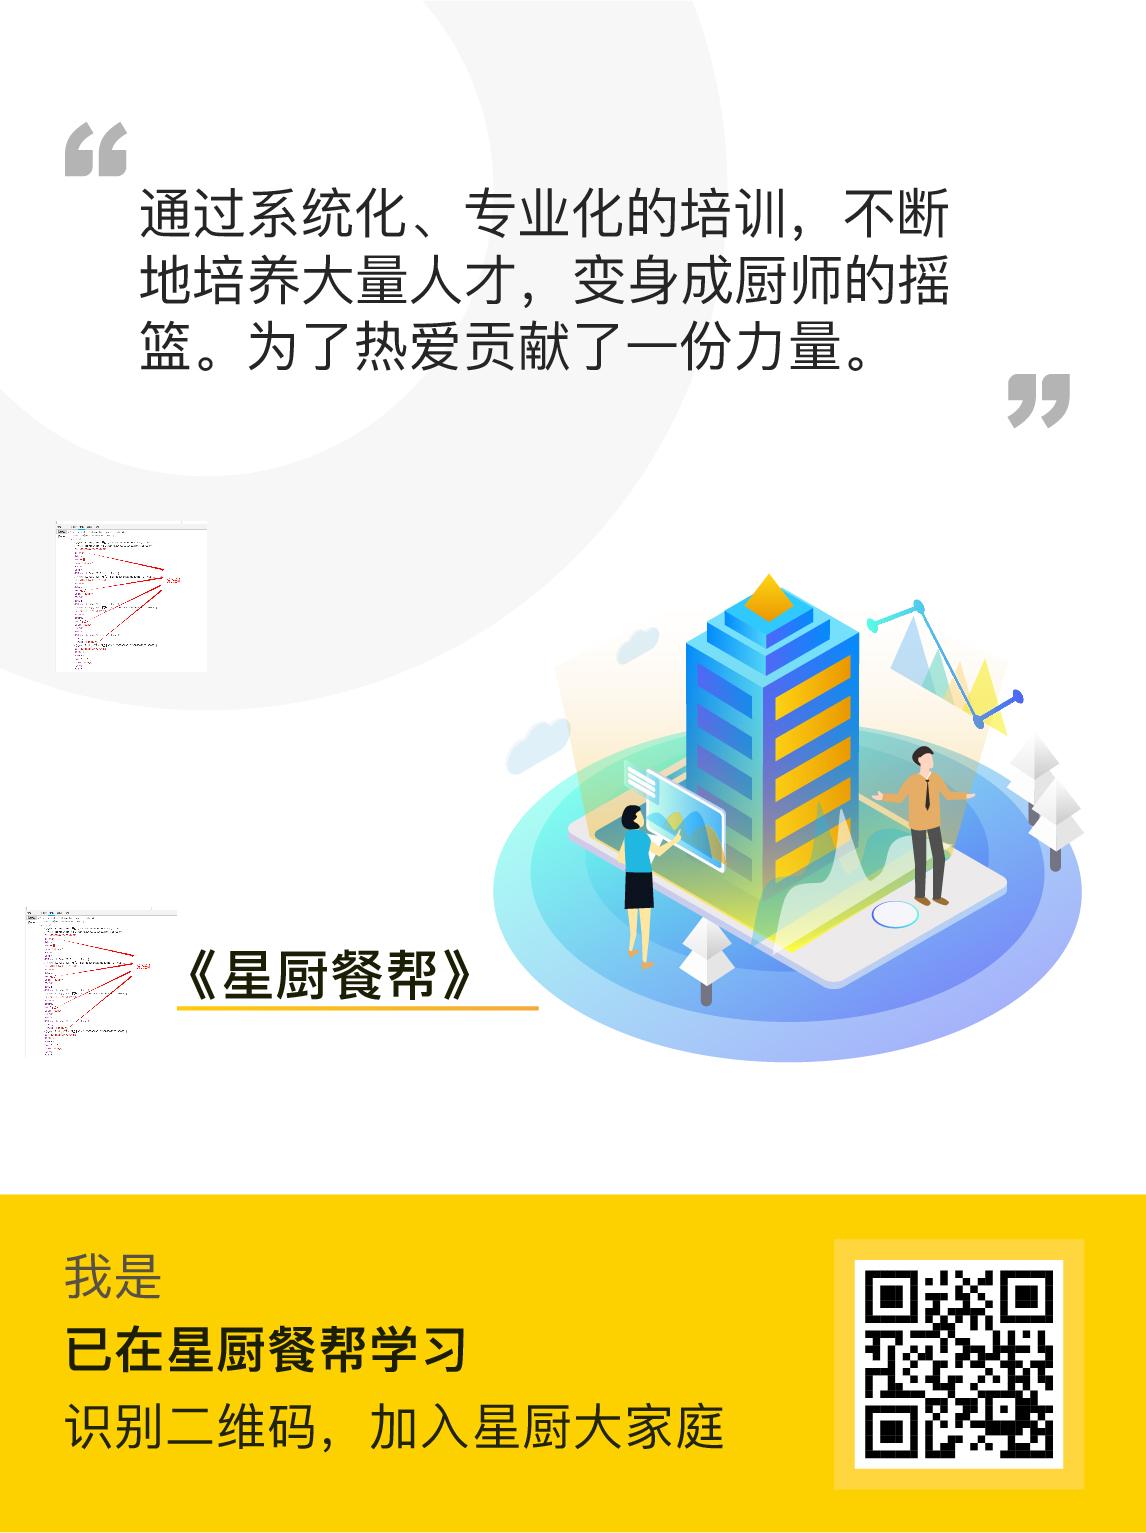 通过系统化、专业化的培训，不断
地培养大量人才，变身成厨师的摇
篮。为了热爱贡献了一份力量。
《星厨餐帮》
我是
已在星厨餐帮学习
识别二维码，加入星厨大家庭